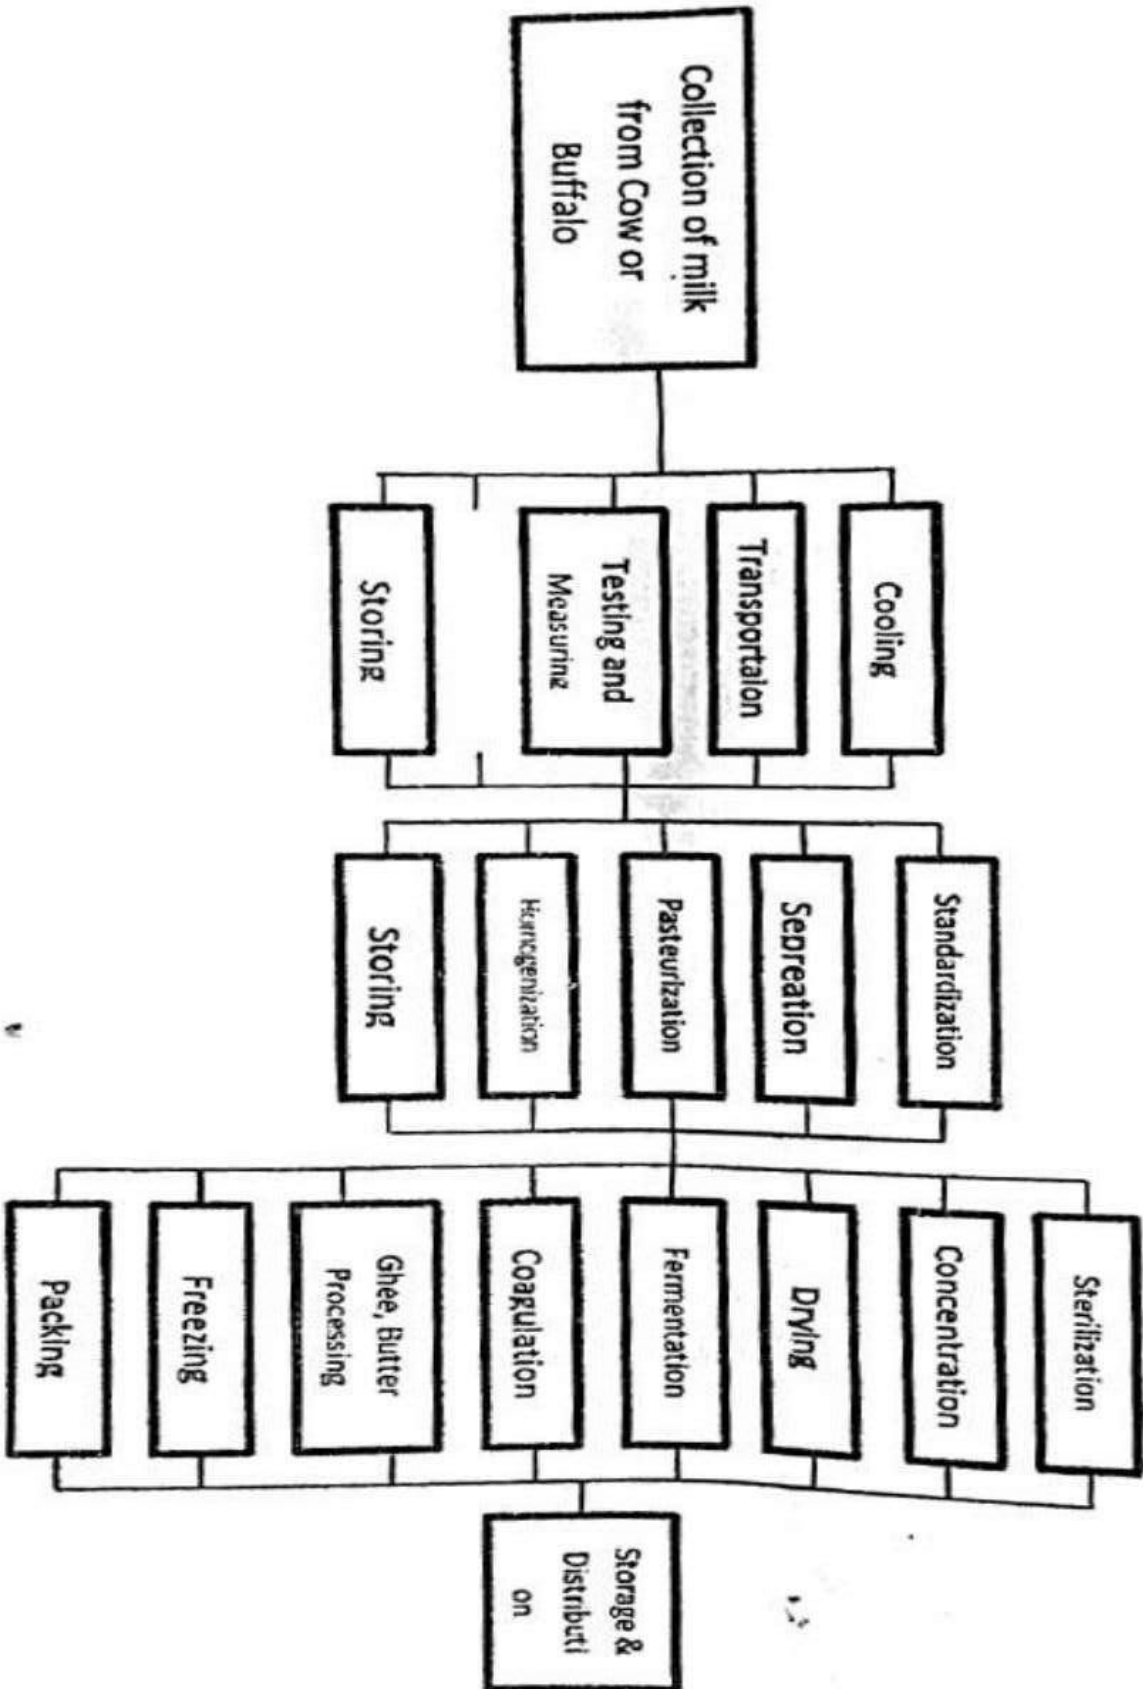 Collection of milk
from Cow or
Buffalo
Cooling
Transportaion
Testing and
Measuring
Storing
Standardization
Sepreation
Pasteurization
Homogenization
Storing
Sterilization
Concentration
Drying
Fermentation
Coagulation
Ghee, Butter
Processing
Freezing
Packing
Storage &
Distributi
on